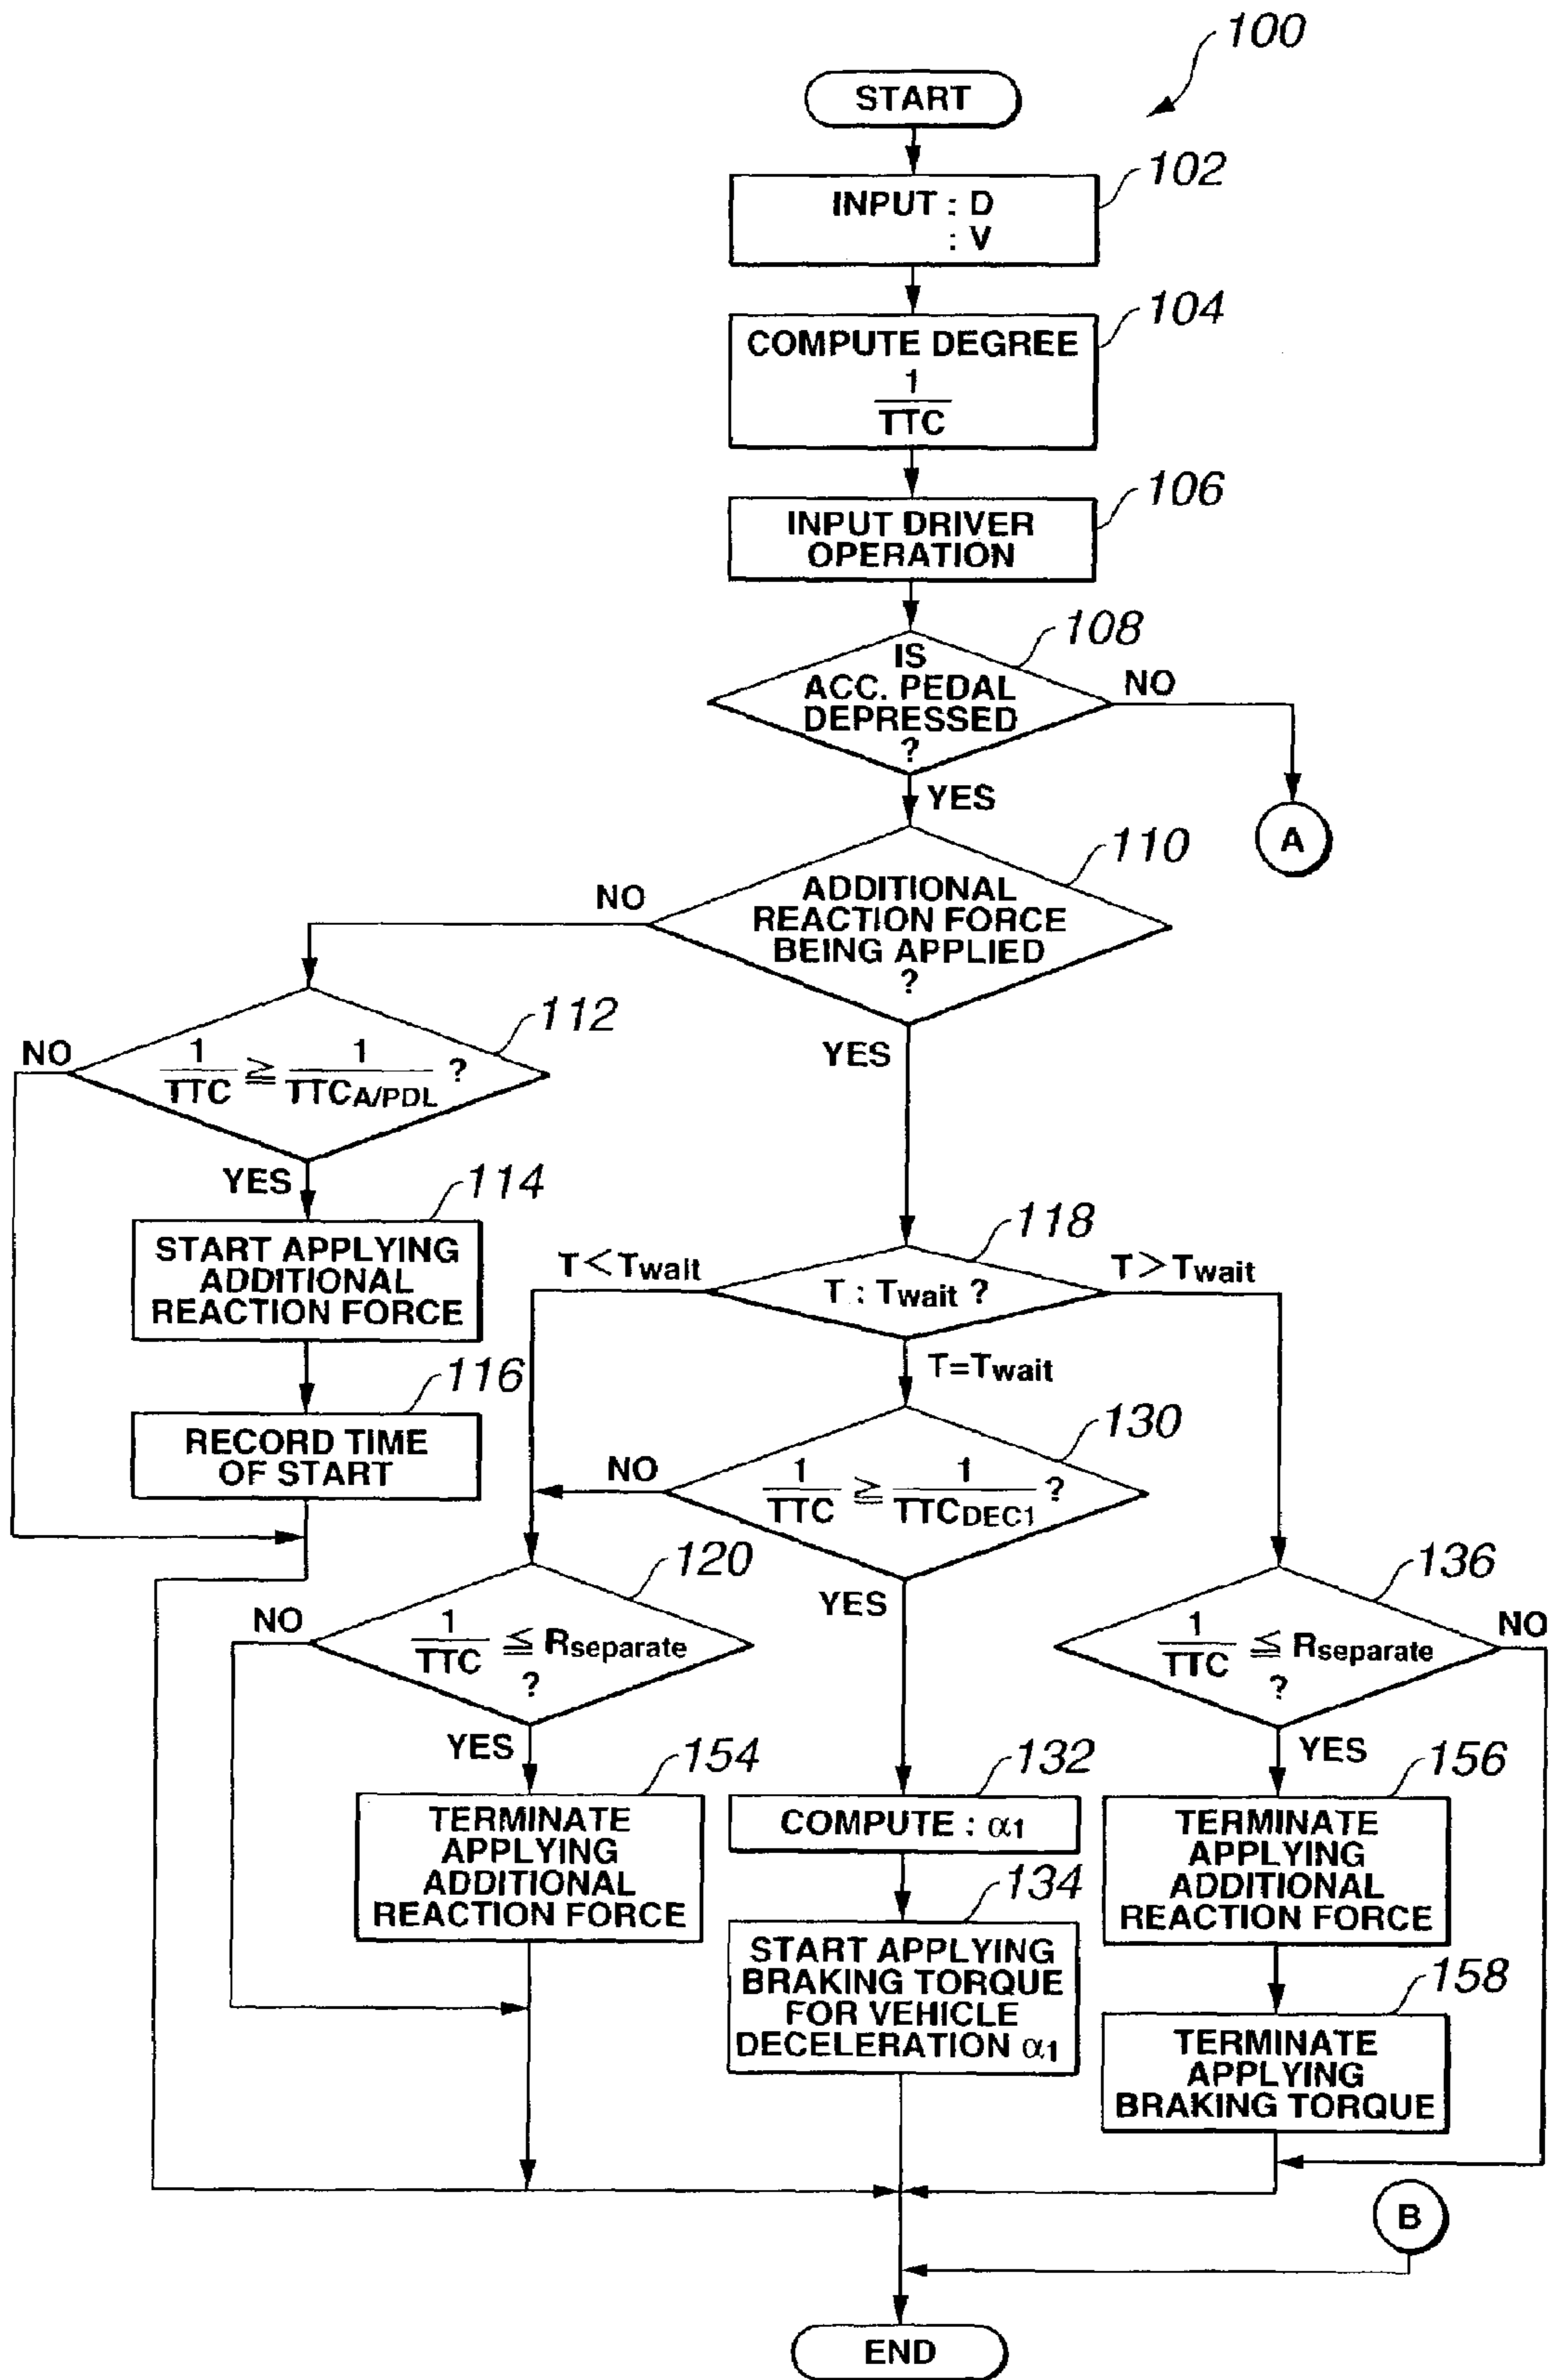 100
START
102
INPUT : D
: V
104
COMPUTE DEGREE
1
TTC
106
INPUT DRIVER
OPERATION
108
IS
ACC. PEDAL
DEPRESSED
?
NO
YES
A
110
ADDITIONAL
REACTION FORCE
BEING APPLIED
?
NO
YES
112
1/TTC ≧ 1/TTCA/PDL ?
NO
YES
114
START APPLYING
ADDITIONAL
REACTION FORCE
116
RECORD TIME
OF START
118
T : Twait ?
T<Twait
T>Twait
T=Twait
130
1/TTC ≧ 1/TTCDEC1 ?
NO
YES
120
1/TTC ≦ Rseparate
?
NO
YES
136
1/TTC ≦ Rseparate
?
NO
YES
154
TERMINATE
APPLYING
ADDITIONAL
REACTION FORCE
132
COMPUTE : α1
134
START APPLYING
BRAKING TORQUE
FOR VEHICLE
DECELERATION α1
156
TERMINATE
APPLYING
ADDITIONAL
REACTION FORCE
158
TERMINATE
APPLYING
BRAKING TORQUE
B
END